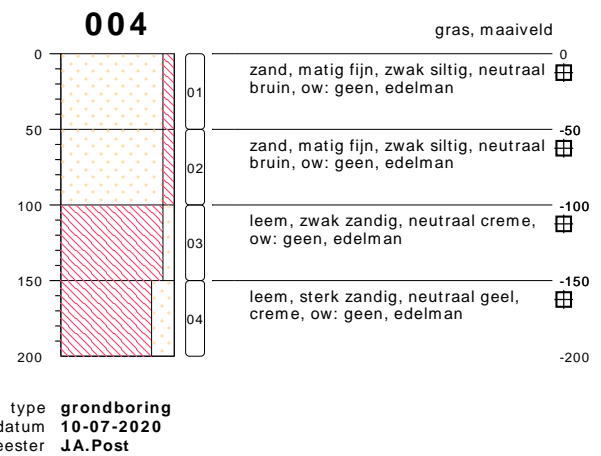 004
gras, maaiveld
0
0
zand, matig fijn, zwak siltig, neutraal
bruin, ow: geen, edelman
01
50
-50
zand, matig fijn, zwak siltig, neutraal
bruin, ow: geen, edelman
02
100
-100
leem, zwak zandig, neutraal creme,
ow: geen, edelman
03
150
-150
leem, sterk zandig, neutraal geel,
creme, ow: geen, edelman
04
200
-200
type grondboring
datum 10-07-2020
eester J.A.Post